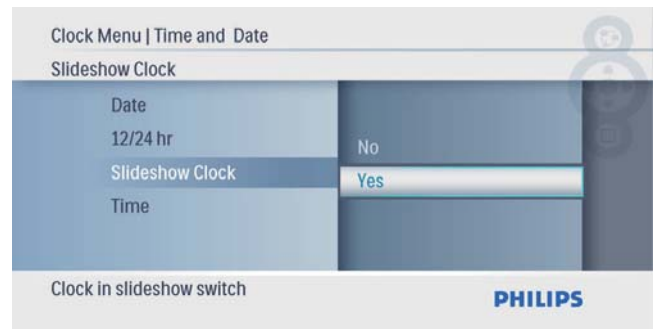 Clock Menu | Time and Date
Slideshow Clock
Date
12/24 hr
Slideshow Clock
Time
No
Yes
Clock in slideshow switch
PHILIPS